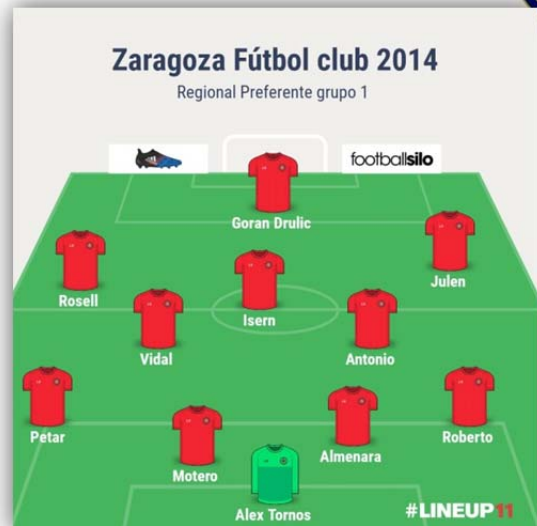 Zaragoza Fútbol club 2014
Regional Preferente grupo 1
footballsilo
Goran Drulic
Rosell
Julen
Isern
Vidal
Antonio
Petar
Roberto
Motero
Almenara
Alex Tornos
#LINEUP11